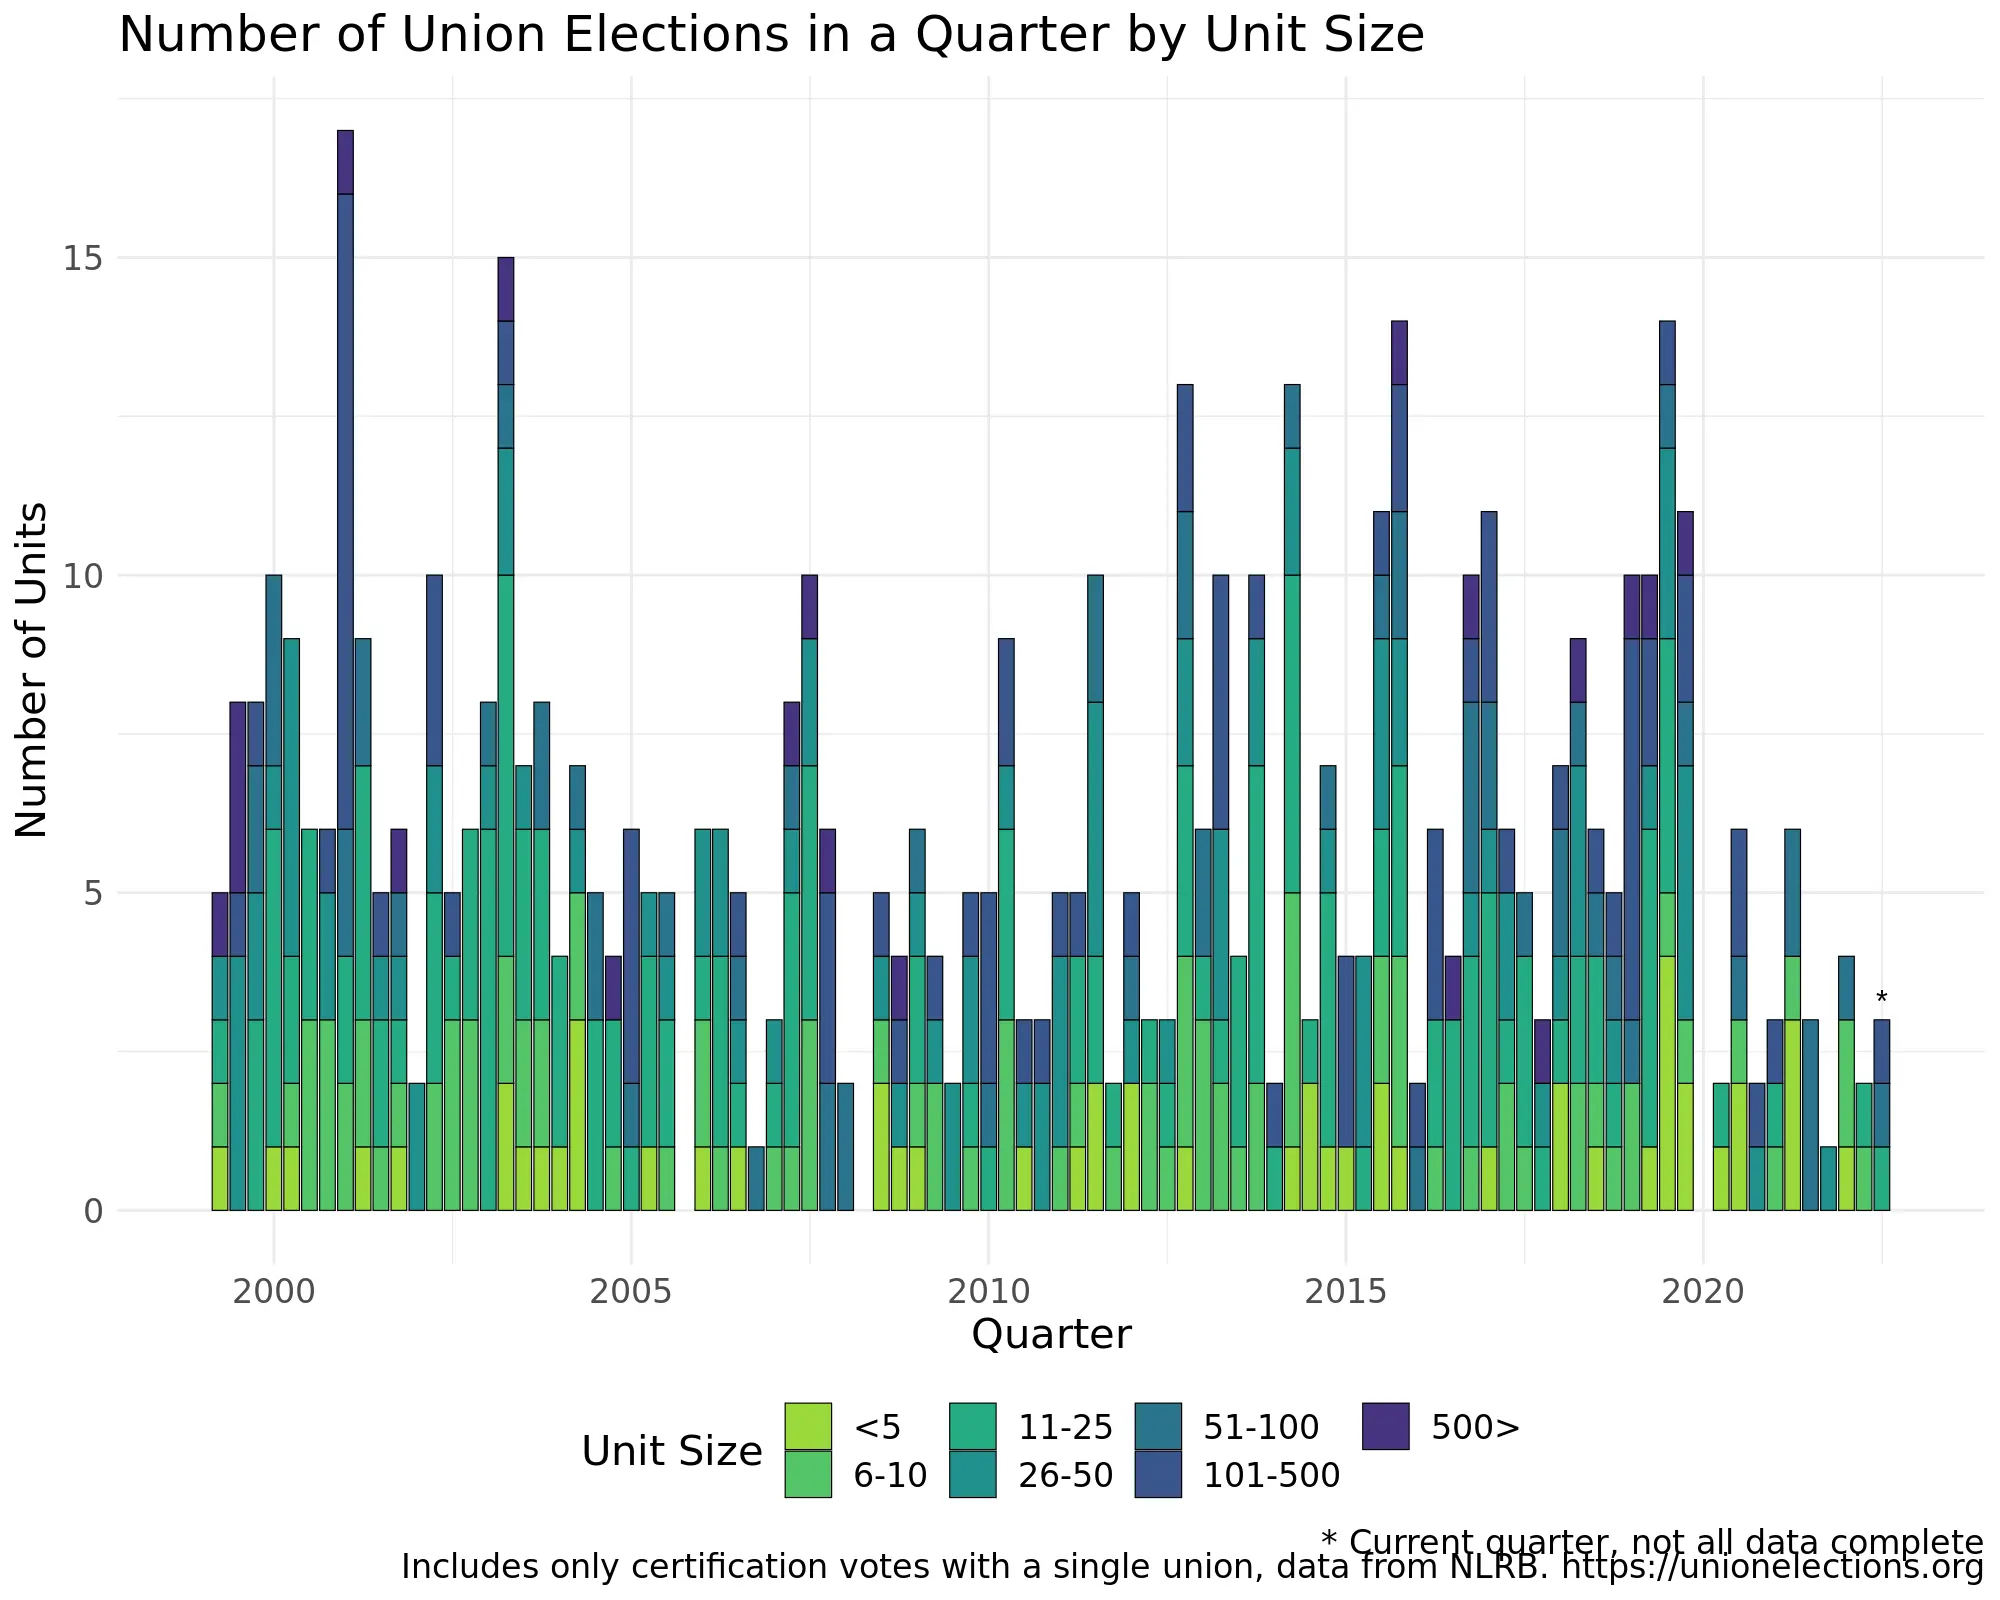 Number of Union Elections in a Quarter by Unit Size
Number of Units
15
10
5
0
*
2000 2005 2010 2015 2020
Quarter
Unit Size
<5 11-25 51-100 500>
6-10 26-50 101-500
* Current quarter, not all data complete
Includes only certification votes with a single union, data from NLRB. https://unionelections.org